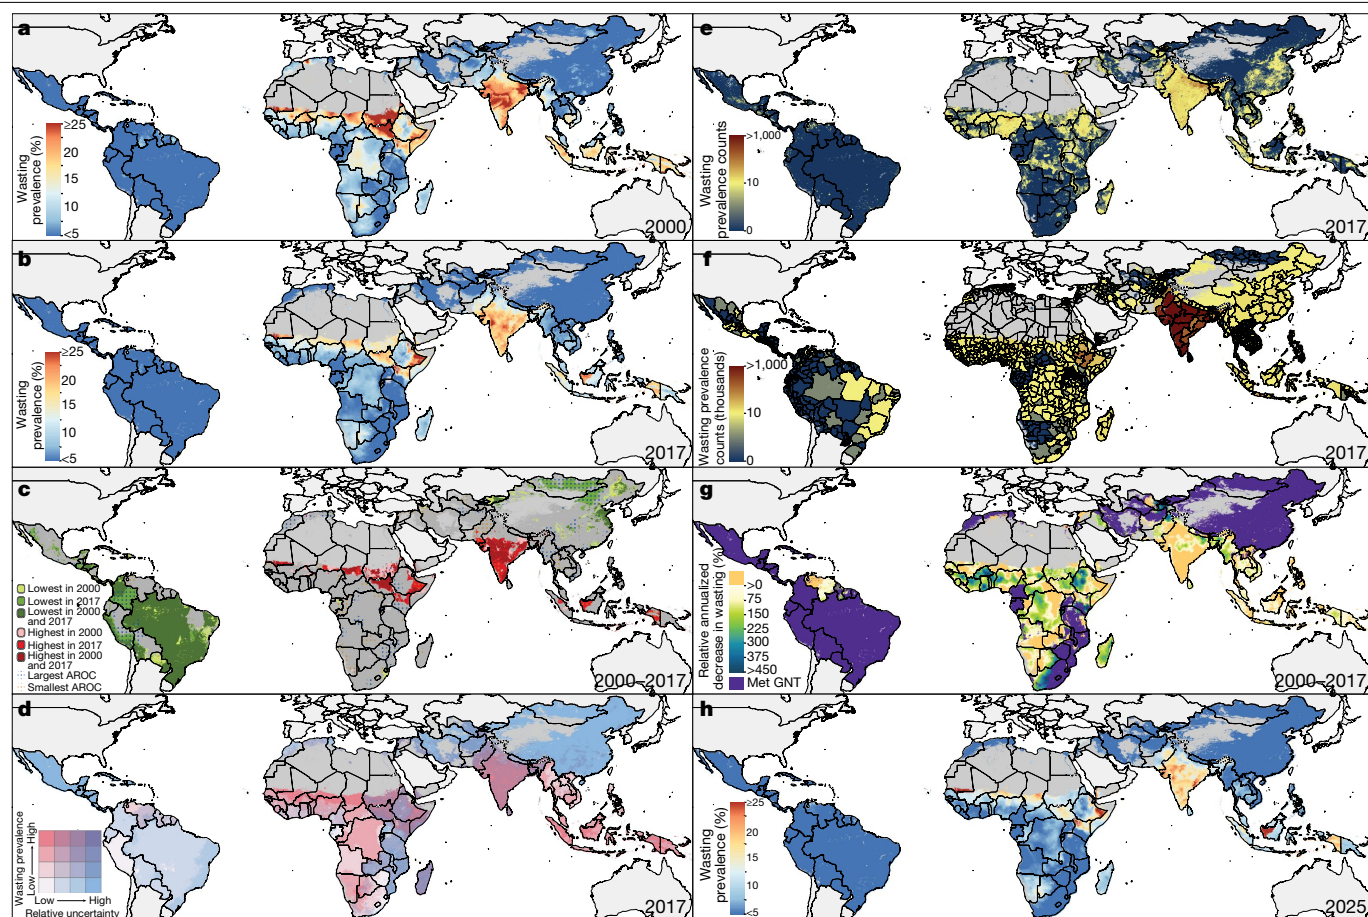 a
Wasting
prevalence (%)
≥25
20
15
10
<5
2000
b
Wasting
prevalence (%)
≥25
20
15
10
<5
2017
c
Lowest in 2000
Lowest in 2017
Lowest in 2000
and 2017
Highest in 2000
Highest in 2017
Highest in 2000
and 2017
Largest AROC
Smallest AROC
2000–2017
d
Wasting prevalence
Low
High
Low
High
Relative uncertainty
2017
e
Wasting
prevalence counts
>1,000
10
0
2017
f
Wasting prevalence
counts (thousands)
>1,000
10
0
2017
g
Relative annualized
decrease in wasting (%)
>0
75
150
225
300
375
>450
Met GNT
2000–2017
h
Wasting
prevalence (%)
≥25
20
15
10
<5
2025